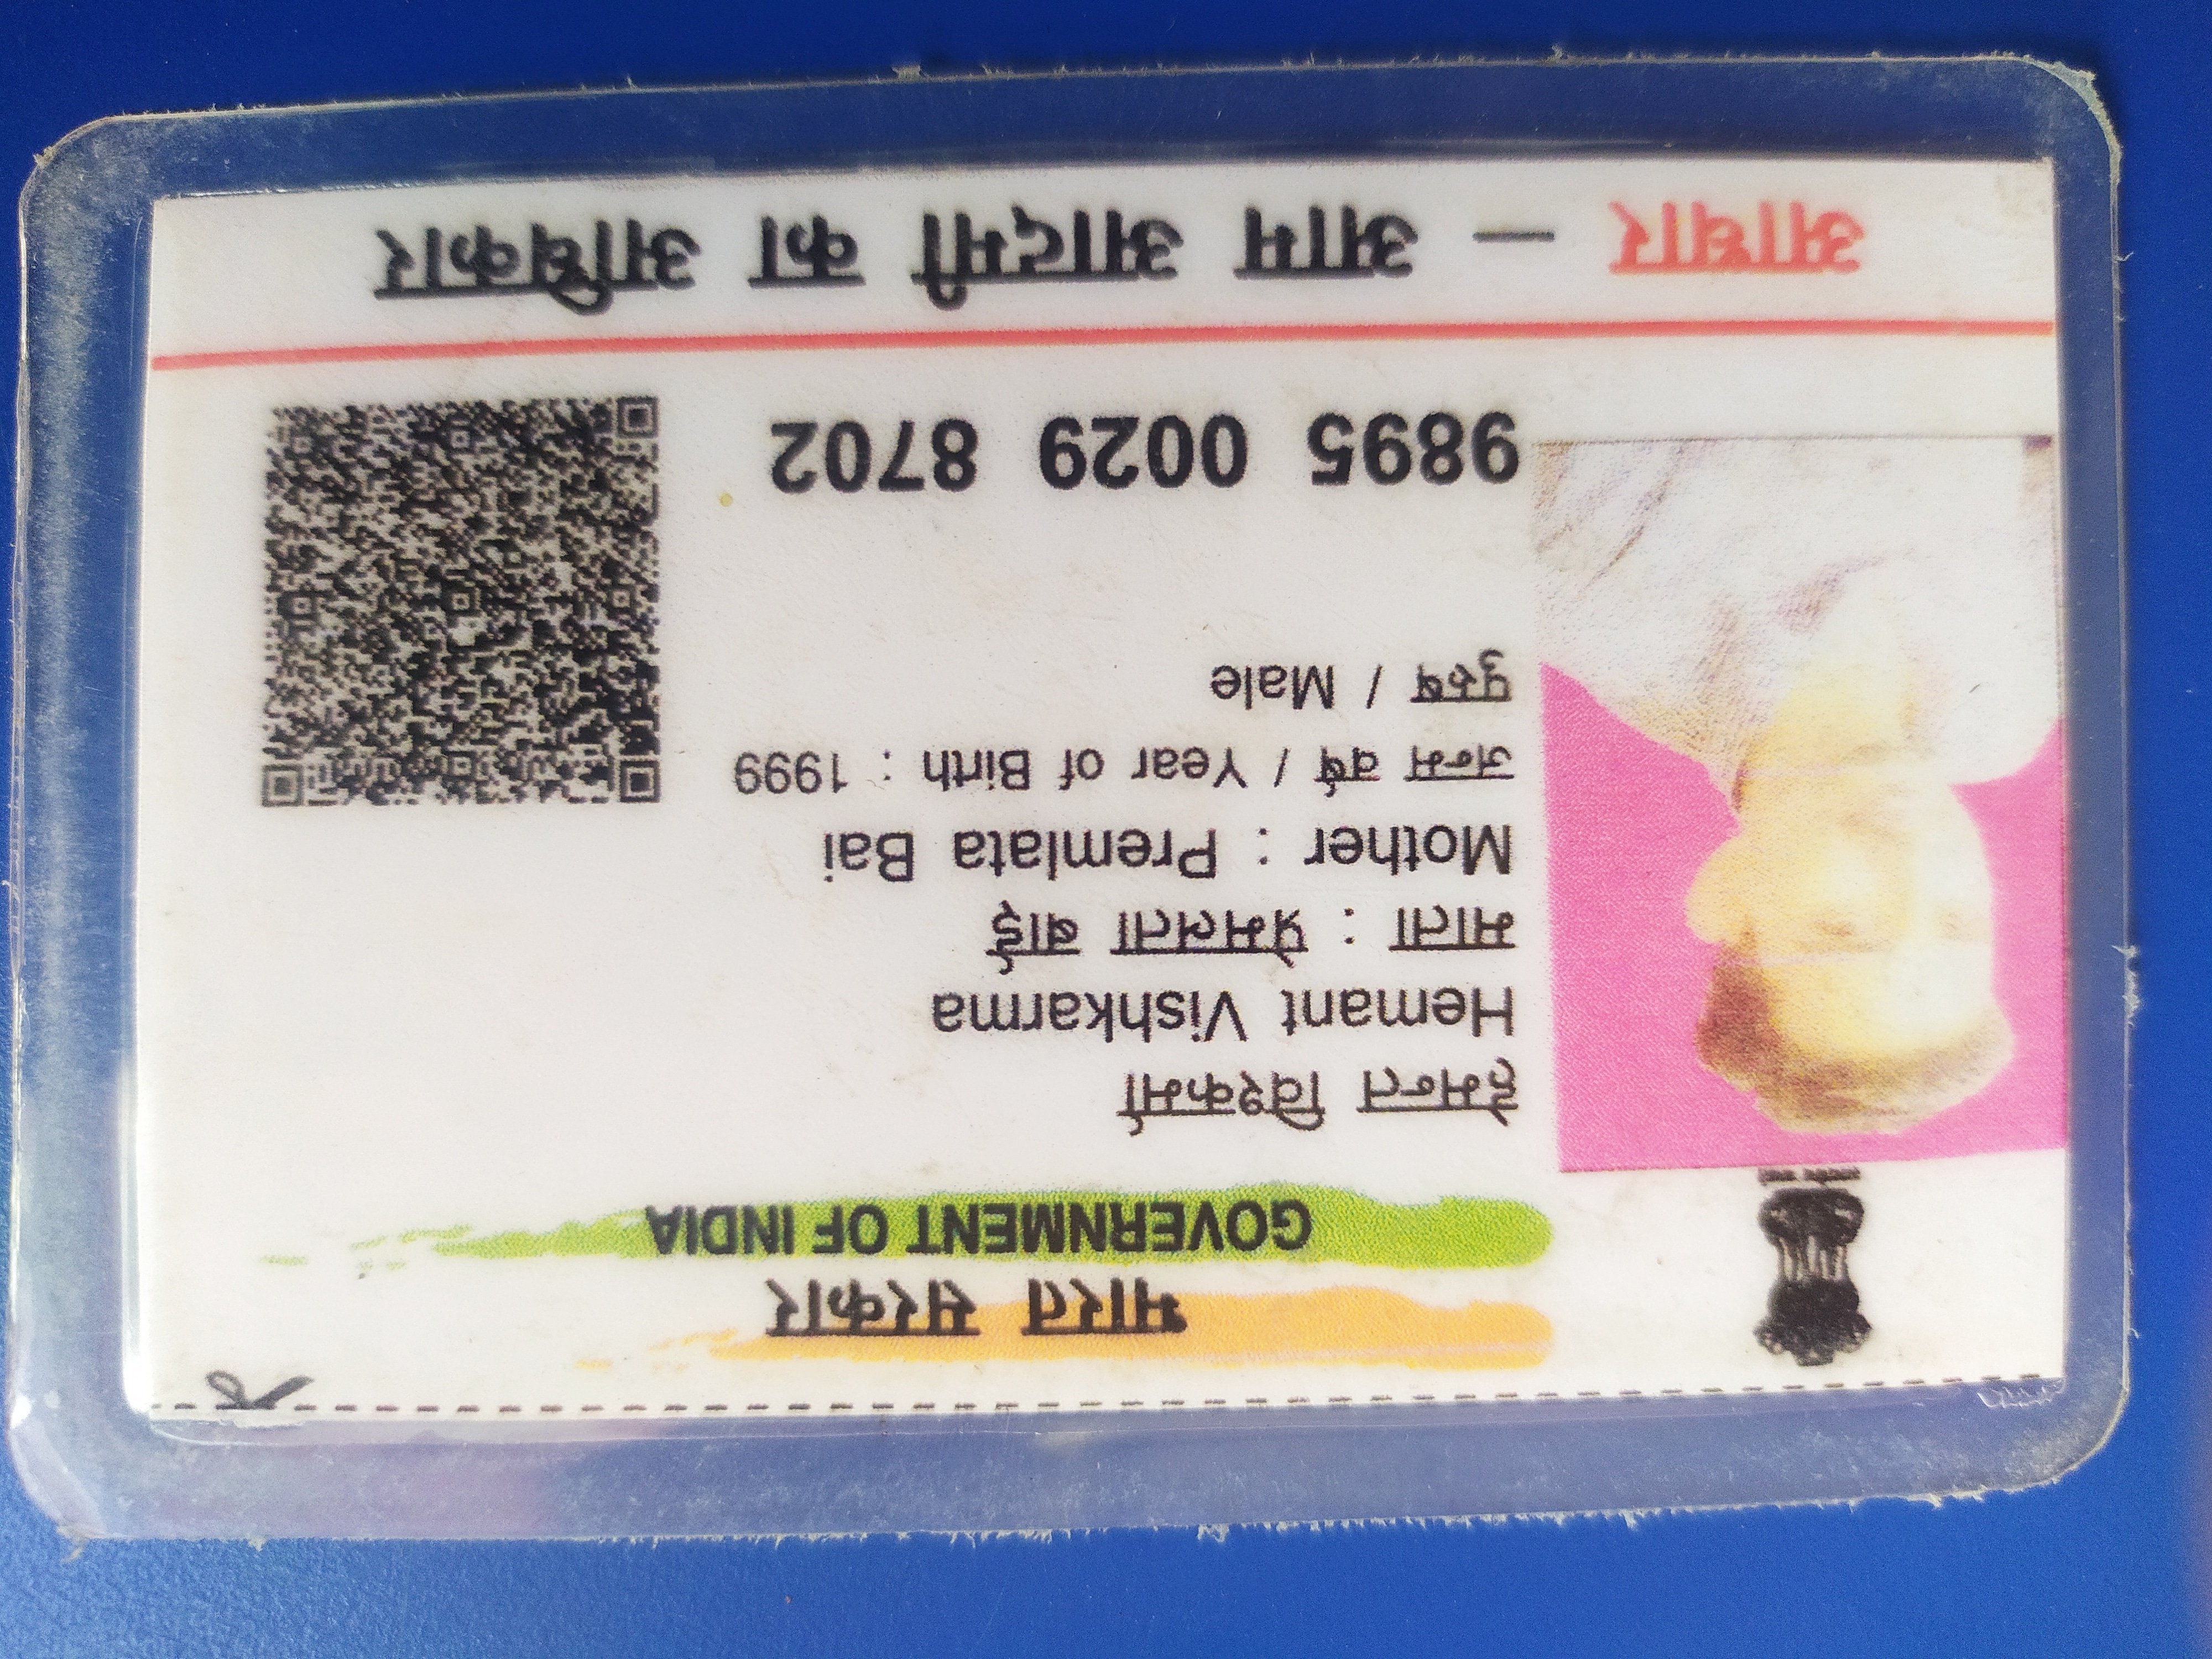 भारत सरकार
GOVERNMENT OF INDIA
हेमन्त विश्कर्मा
Hemant Vishkarma
माता : प्रेमलता बाई
Mother : Premlata Bai
जन्म वर्ष / Year of Birth : 1999
पुरुष / Male
9895 0029 8702
आधार – आम आदमी का अधिकार